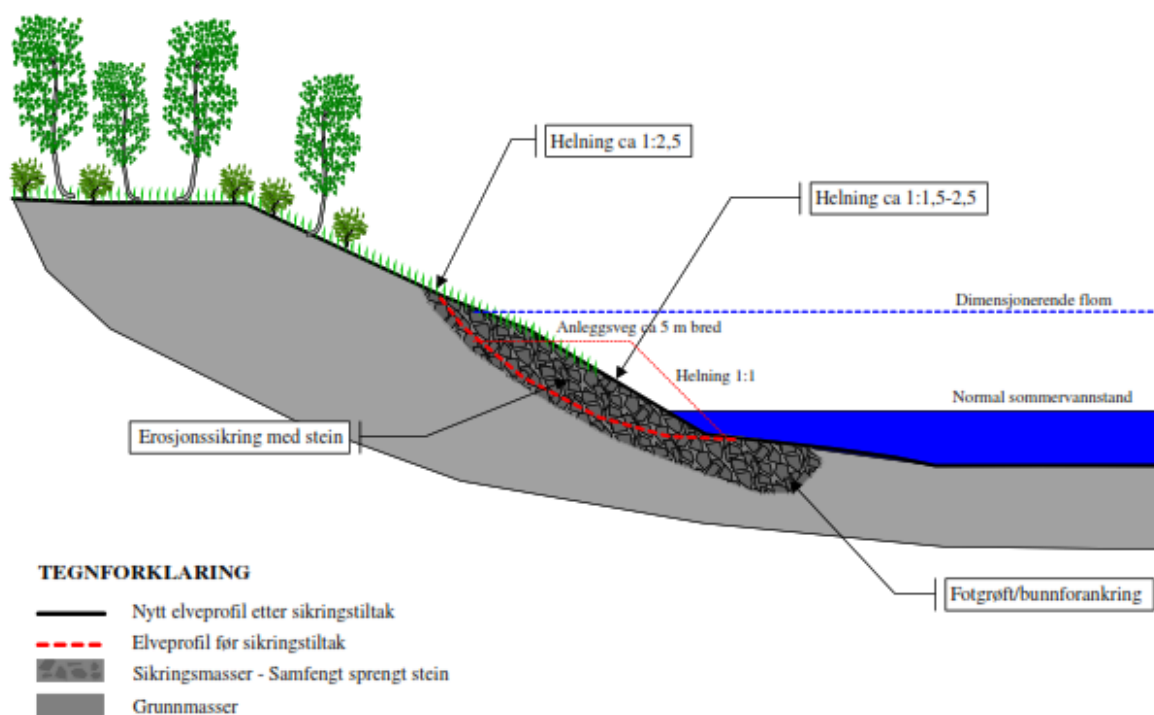 Helning ca 1:2,5
Helning ca 1:1,5-2,5
Dimensjonerende flom
Anleggsveg ca 5 m bred
Helning 1:1
Normal sommervannstand
Erosjonssikring med stein
Fotgrøft/bunnforankring
TEGNFORKLARING
Nytt elveprofil etter sikringstiltak
Elveprofil før sikringstiltak
Sikringsmasser - Samfengt sprengt stein
Grunnmasser